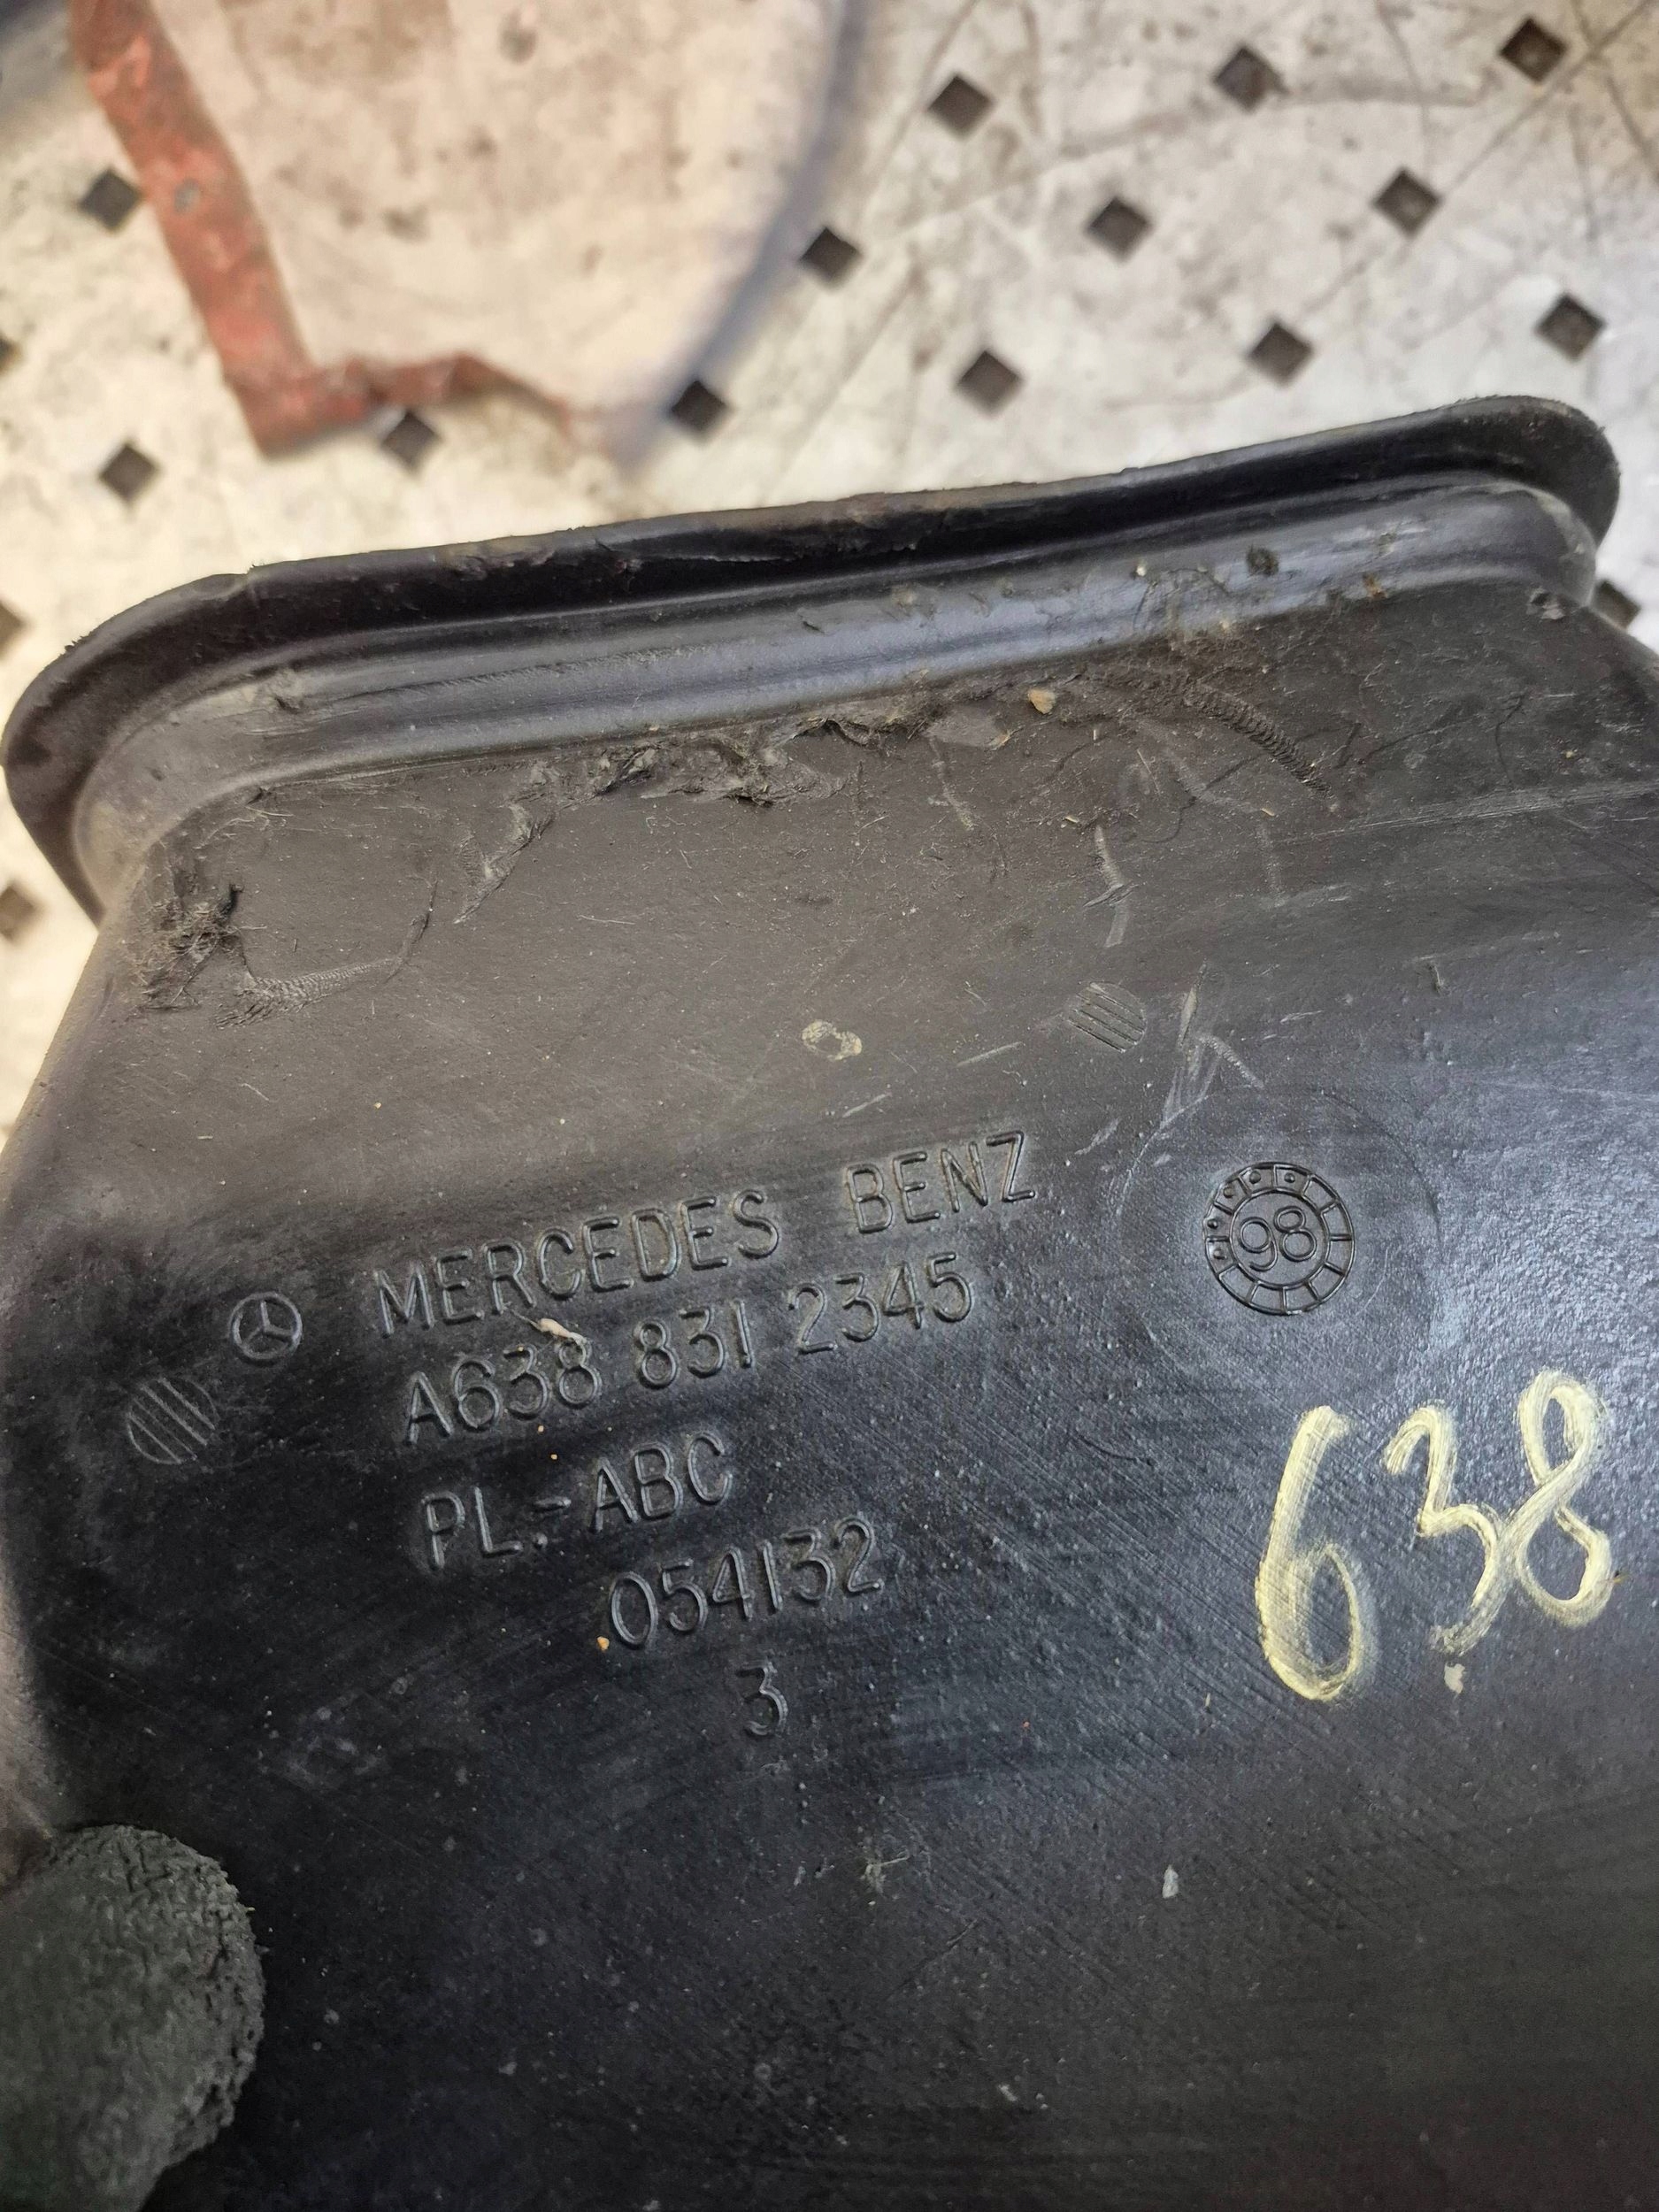 MERCEDES BENZ
A638 831 2345
PL.-ABC
054132
3
98
638